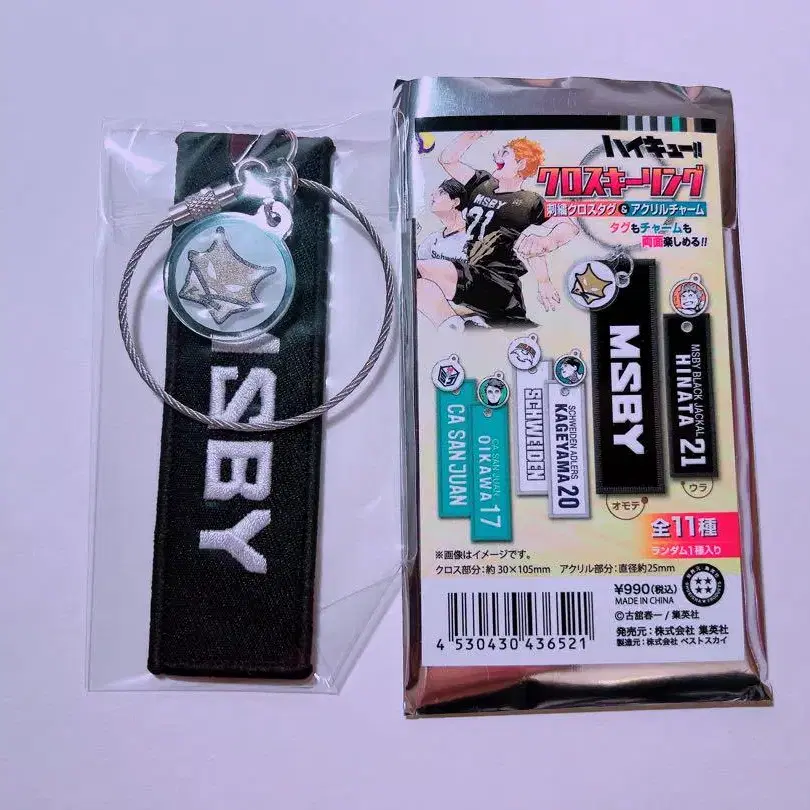 MSBY
ハイキュー!!
クロスキーリング
刺繍クロスタグ&アクリルチャーム
タグもチャームも
両面楽しめる!!
MSBY
21
CA SAN JUAN
CA SAN JUAN
OIKAWA 17
SCHWEIDEN
SCHWEIDEN ADLERS
KAGEYAMA 20
MSBY
MSBY BLACK JACKAL
HINATA 21
オモテ
ウラ
全11種
ランダム1種入り
※画像はイメージです。
クロス部分:約30×105mm アクリル部分:直径約25mm
¥990(税込)
MADE IN CHINA
©古舘春一/集英社
発売元:株式会社 集英社
製造元:株式会社 ベストスカイ
4 530430 436521